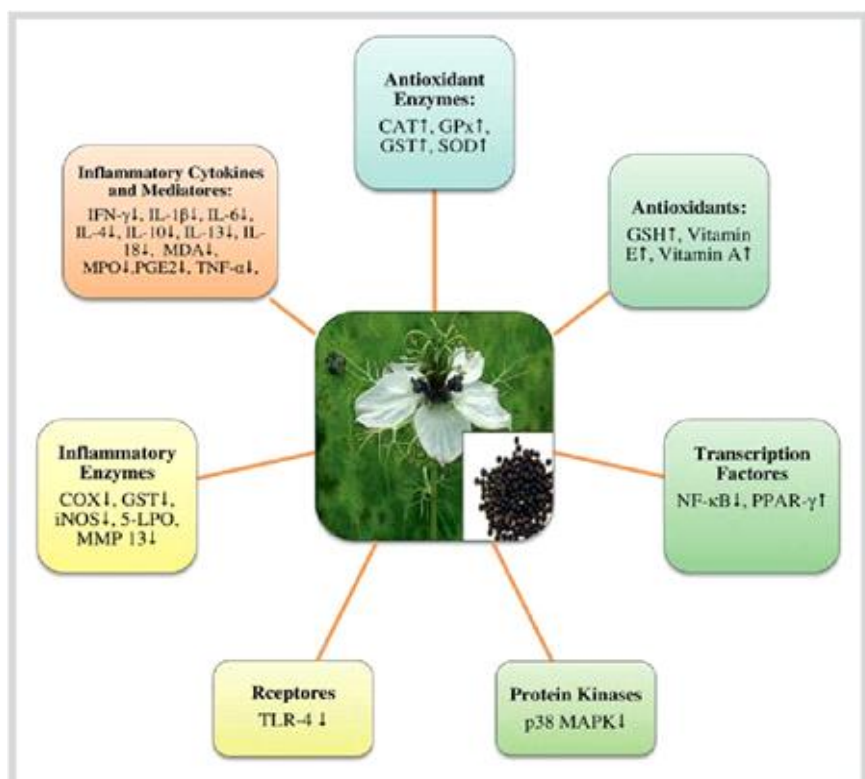 Antioxidant
Enzymes:
CAT↑, GPx↑,
GST↑, SOD↑
Inflammatory Cytokines
and Mediatores:
IFN-γ↓, IL-1β↓, IL-6↓,
IL-4↓, IL-10↓, IL-13↓, IL-
18↓, MDA↓,
MPO↓,PGE2↓, TNF-α↓,
Antioxidants:
GSH↑, Vitamin
E↑, Vitamin A↑
Inflammatory
Enzymes
COX↓, GST↓,
iNOS↓, 5-LPO,
MMP 13↓
Transcription
Factores
NF-κB↓, PPAR-γ↑
Rceptores
TLR-4 ↓
Protein Kinases
p38 MAPK↓